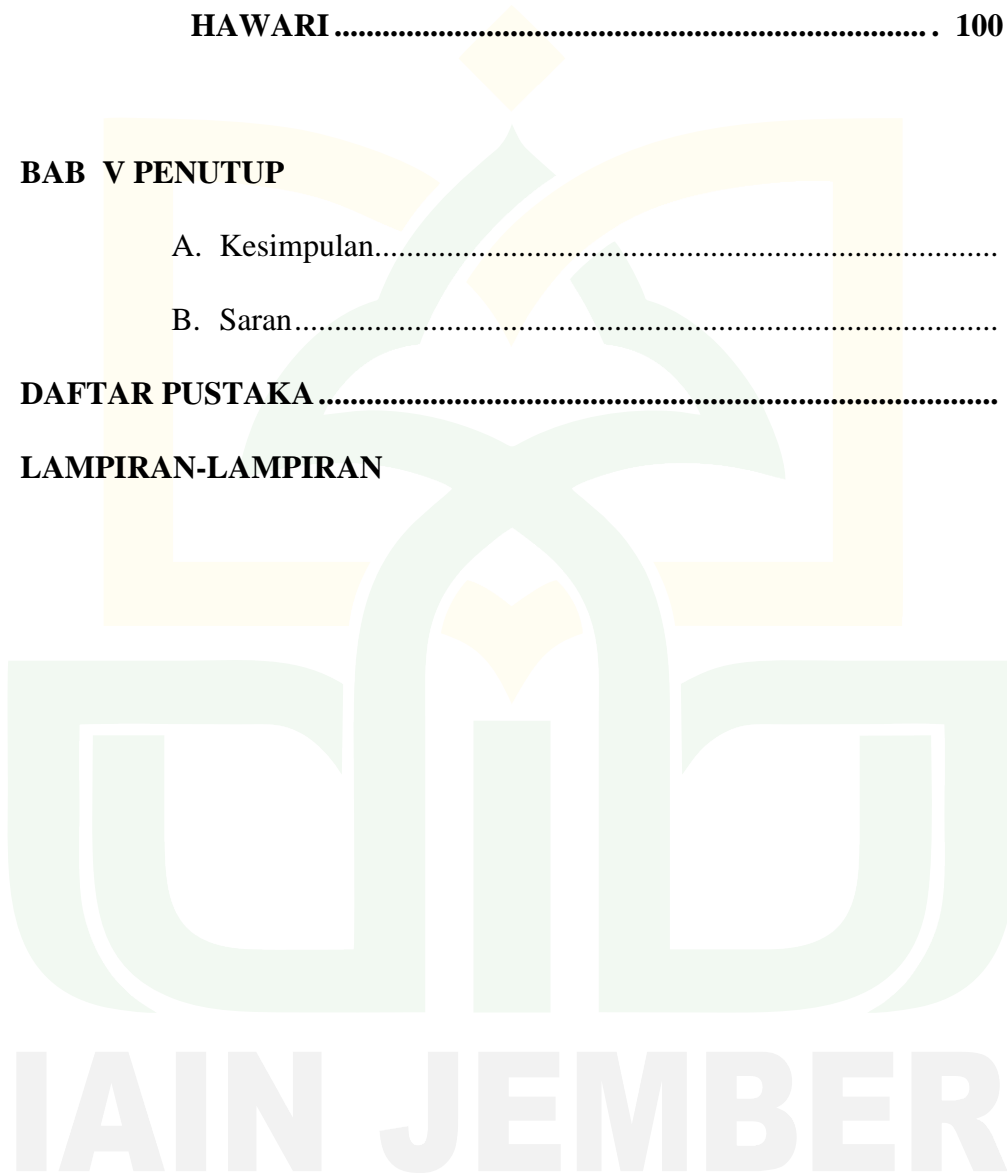 HAWARI ........................................................................... . 100
BAB V PENUTUP
A. Kesimpulan..............................................................................
B. Saran........................................................................................
DAFTAR PUSTAKA .....................................................................................
LAMPIRAN-LAMPIRAN
IAIN JEMBER